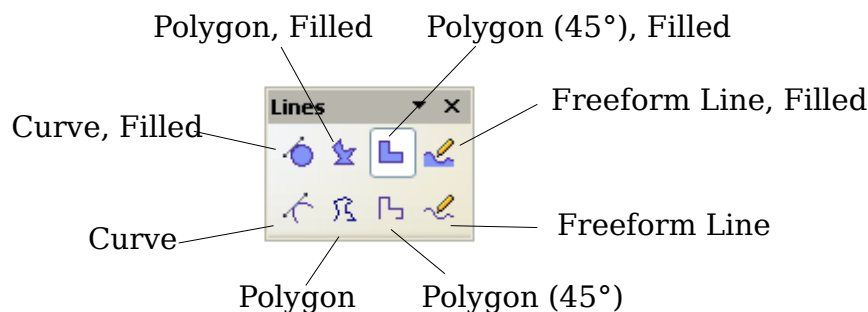 Polygon, Filled
Polygon (45°), Filled
Lines
Freeform Line, Filled
Curve, Filled
Curve
Freeform Line
Polygon
Polygon (45°)